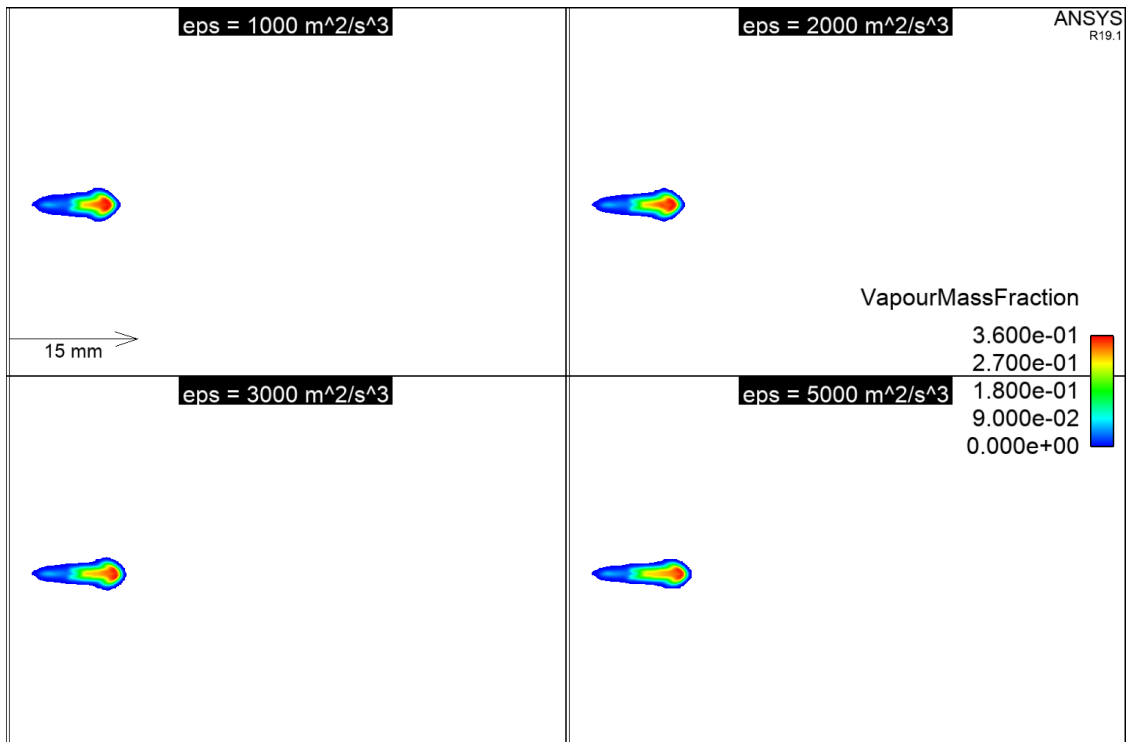 eps = 1000 m^2/s^3
eps = 2000 m^2/s^3
ANSYS
R19.1
15 mm
VapourMassFraction
3.600e-01
2.700e-01
1.800e-01
9.000e-02
0.000e+00
eps = 3000 m^2/s^3
eps = 5000 m^2/s^3